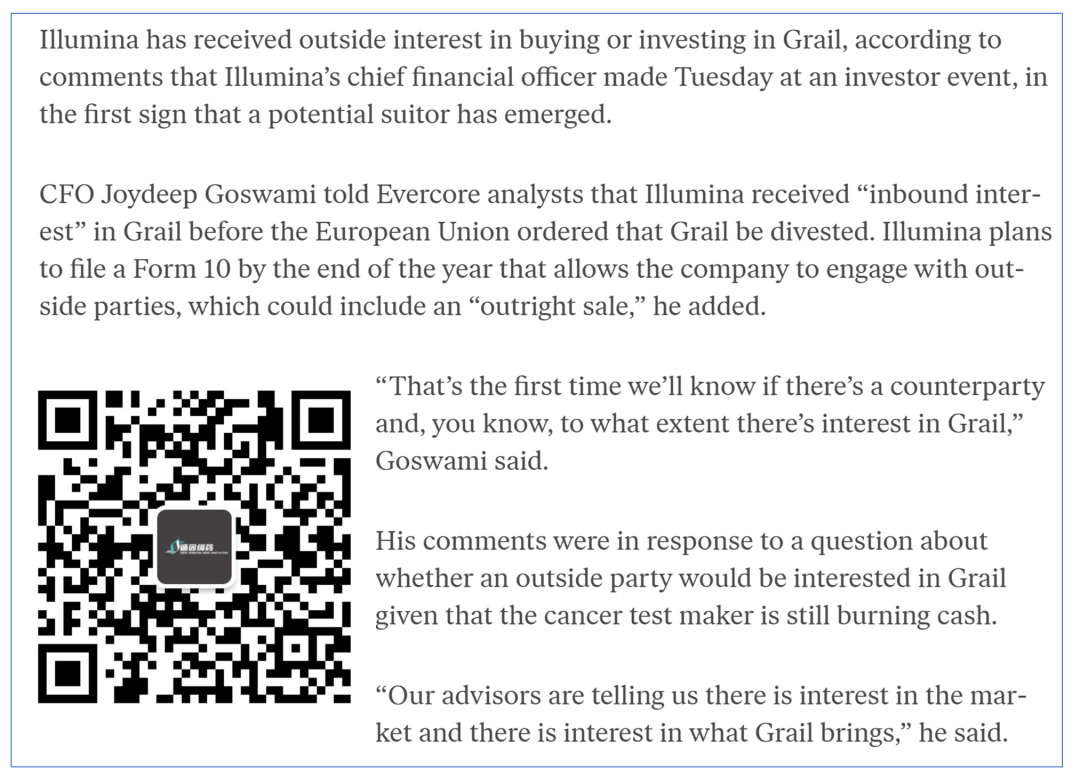 Illumina has received outside interest in buying or investing in Grail, according to
comments that Illumina’s chief financial officer made Tuesday at an investor event, in
the first sign that a potential suitor has emerged.
CFO Joydeep Goswami told Evercore analysts that Illumina received “inbound inter-
est” in Grail before the European Union ordered that Grail be divested. Illumina plans
to file a Form 10 by the end of the year that allows the company to engage with out-
side parties, which could include an “outright sale,” he added.
“That’s the first time we’ll know if there’s a counterparty
and, you know, to what extent there’s interest in Grail,”
Goswami said.
His comments were in response to a question about
whether an outside party would be interested in Grail
given that the cancer test maker is still burning cash.
“Our advisors are telling us there is interest in the mar-
ket and there is interest in what Grail brings,” he said.